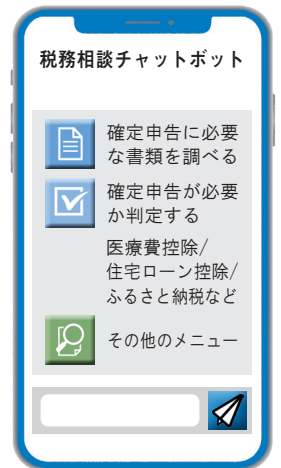 税務相談チャットボット
確定申告に必要
な書類を調べる
確定申告が必要
か判定する
医療費控除/
住宅ローン控除/
ふるさと納税など
その他のメニュー